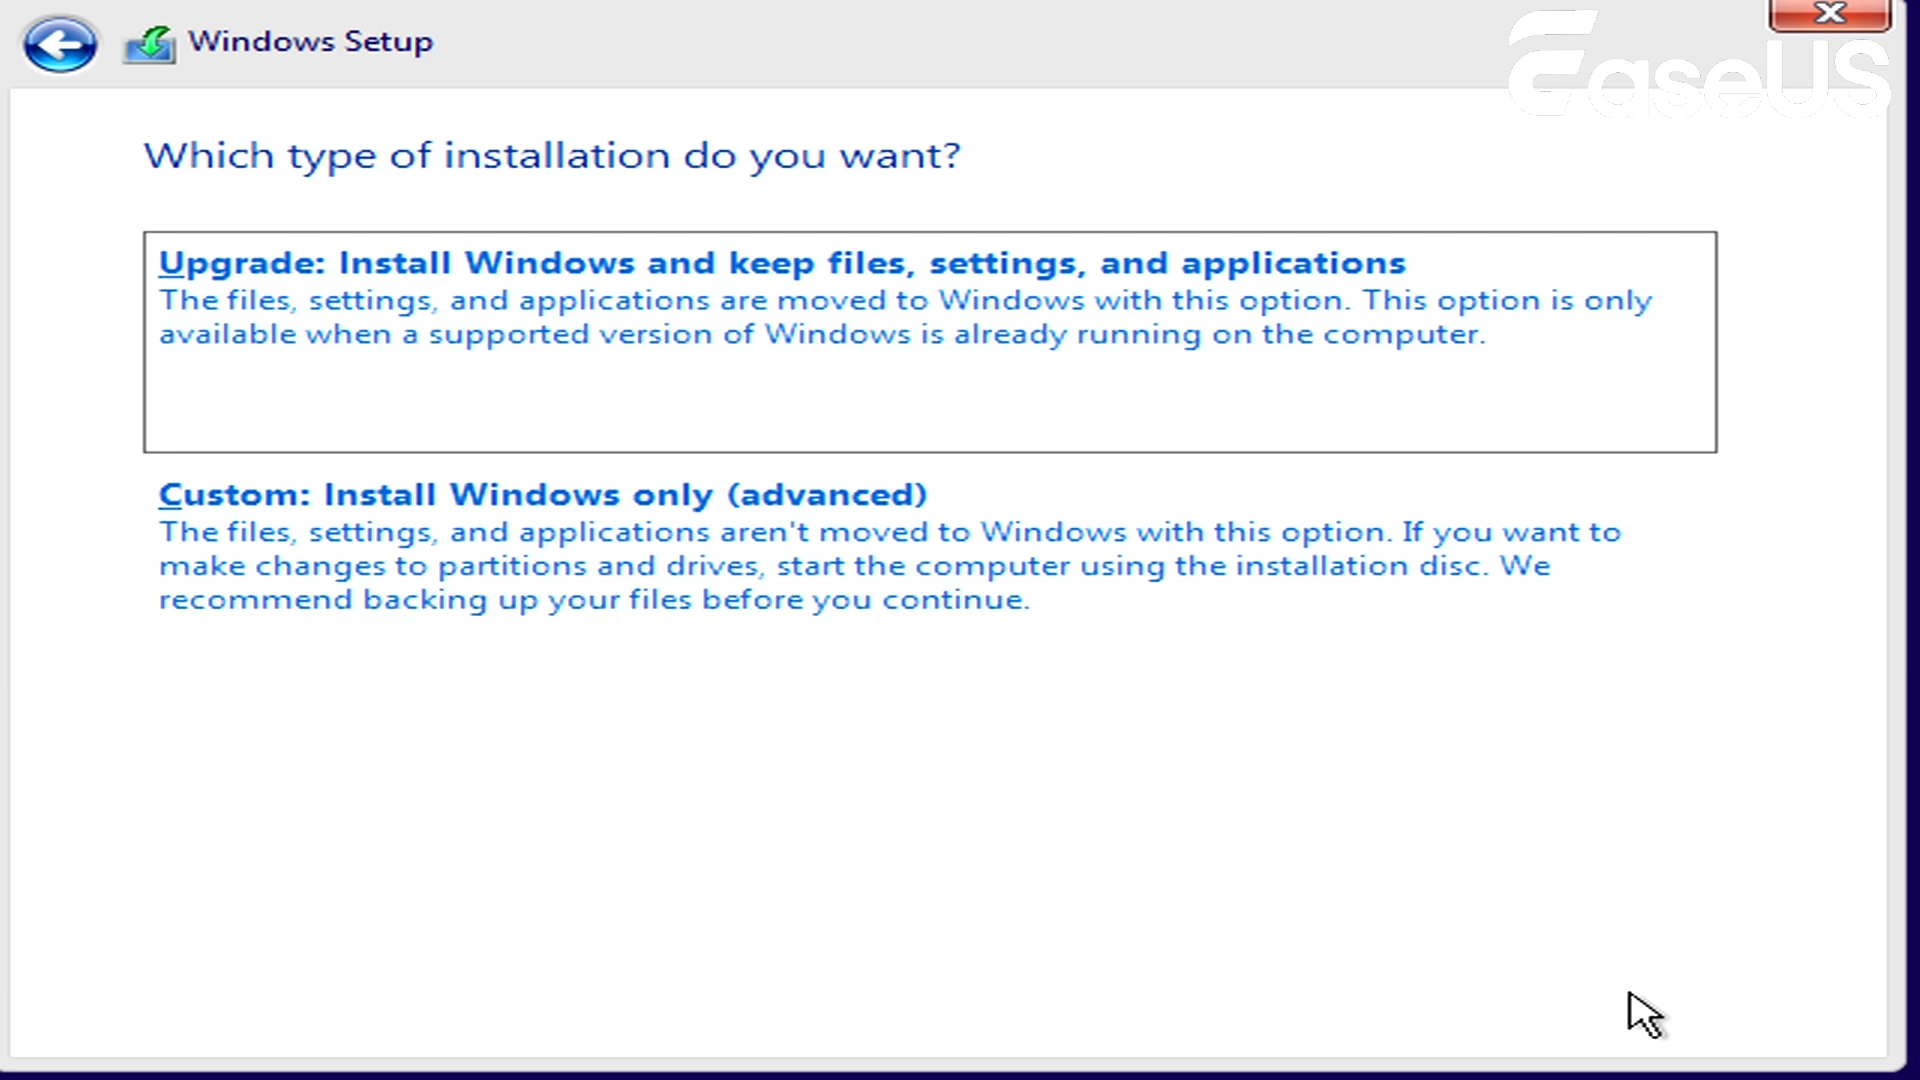 Windows Setup
EaseUS
Which type of installation do you want?
Upgrade: Install Windows and keep files, settings, and applications
The files, settings, and applications are moved to Windows with this option. This option is only
available when a supported version of Windows is already running on the computer.
Custom: Install Windows only (advanced)
The files, settings, and applications aren't moved to Windows with this option. If you want to
make changes to partitions and drives, start the computer using the installation disc. We
recommend backing up your files before you continue.